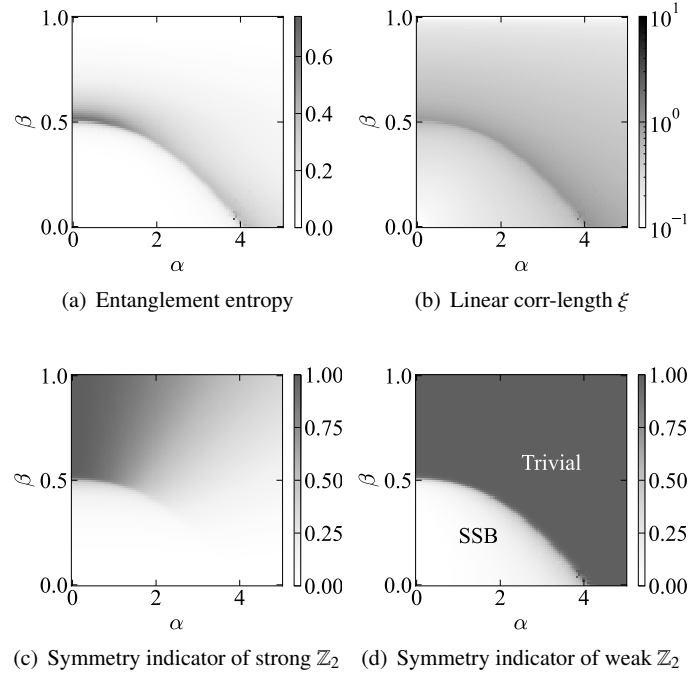 1.0
0.5
0.0
β
0
2
4
α
0.6
0.4
0.2
0.0
(a) Entanglement entropy
1.0
0.5
0.0
β
0
2
4
α
10¹
10⁰
10⁻¹
(b) Linear corr-length ξ
1.0
0.5
0.0
β
0
2
4
α
1.00
0.75
0.50
0.25
0.00
(c) Symmetry indicator of strong ℤ₂
1.0
0.5
0.0
β
Trivial
SSB
0
2
4
α
1.00
0.75
0.50
0.25
0.00
(d) Symmetry indicator of weak ℤ₂